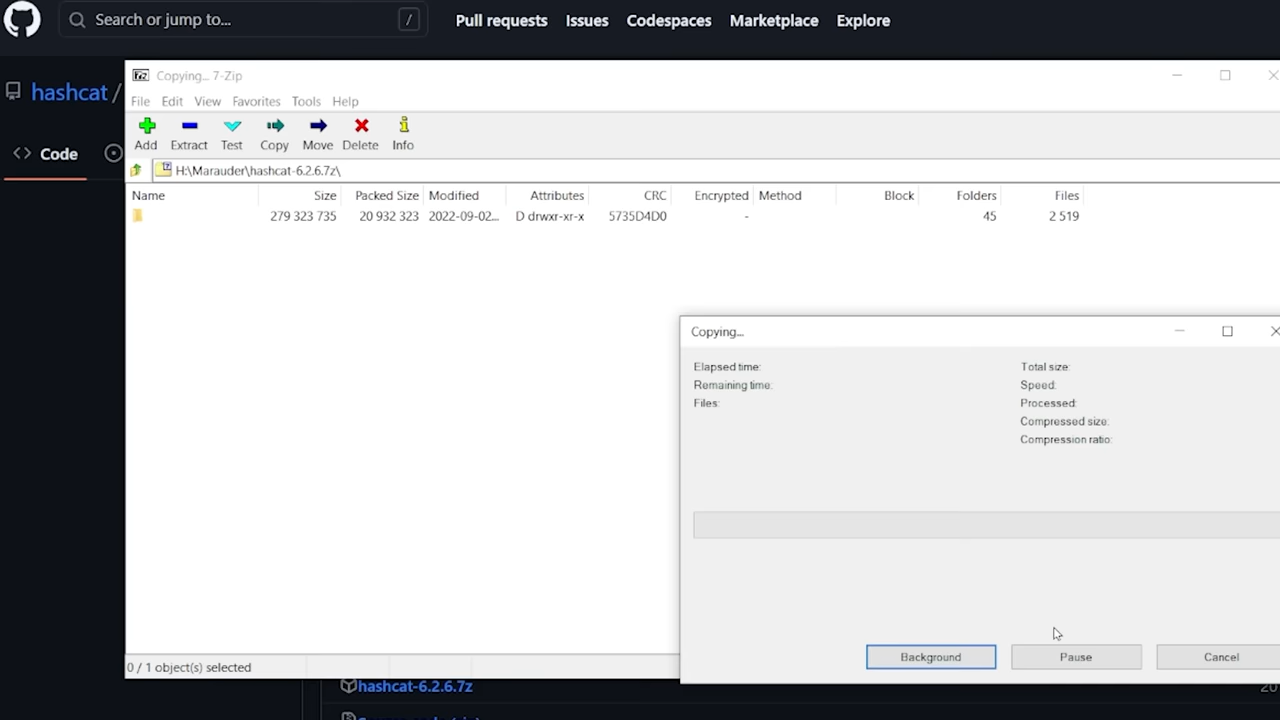 Search or jump to... /
Pull requests Issues Codespaces Marketplace Explore
hashcat /
Code
7z Copying... 7-Zip
File Edit View Favorites Tools Help
Add Extract Test Copy Move Delete Info
H:\Marauder\hashcat-6.2.6.7z\
Name Size Packed Size Modified Attributes CRC Encrypted Method Block Folders Files
279 323 735 20 932 323 2022-09-02... D drwxr-xr-x 5735D4D0 - 45 2 519
Copying...
Elapsed time: Total size:
Remaining time: Speed:
Files: Processed:
Compressed size:
Compression ratio:
Background Pause Cancel
0 / 1 object(s) selected
hashcat-6.2.6.7z 20